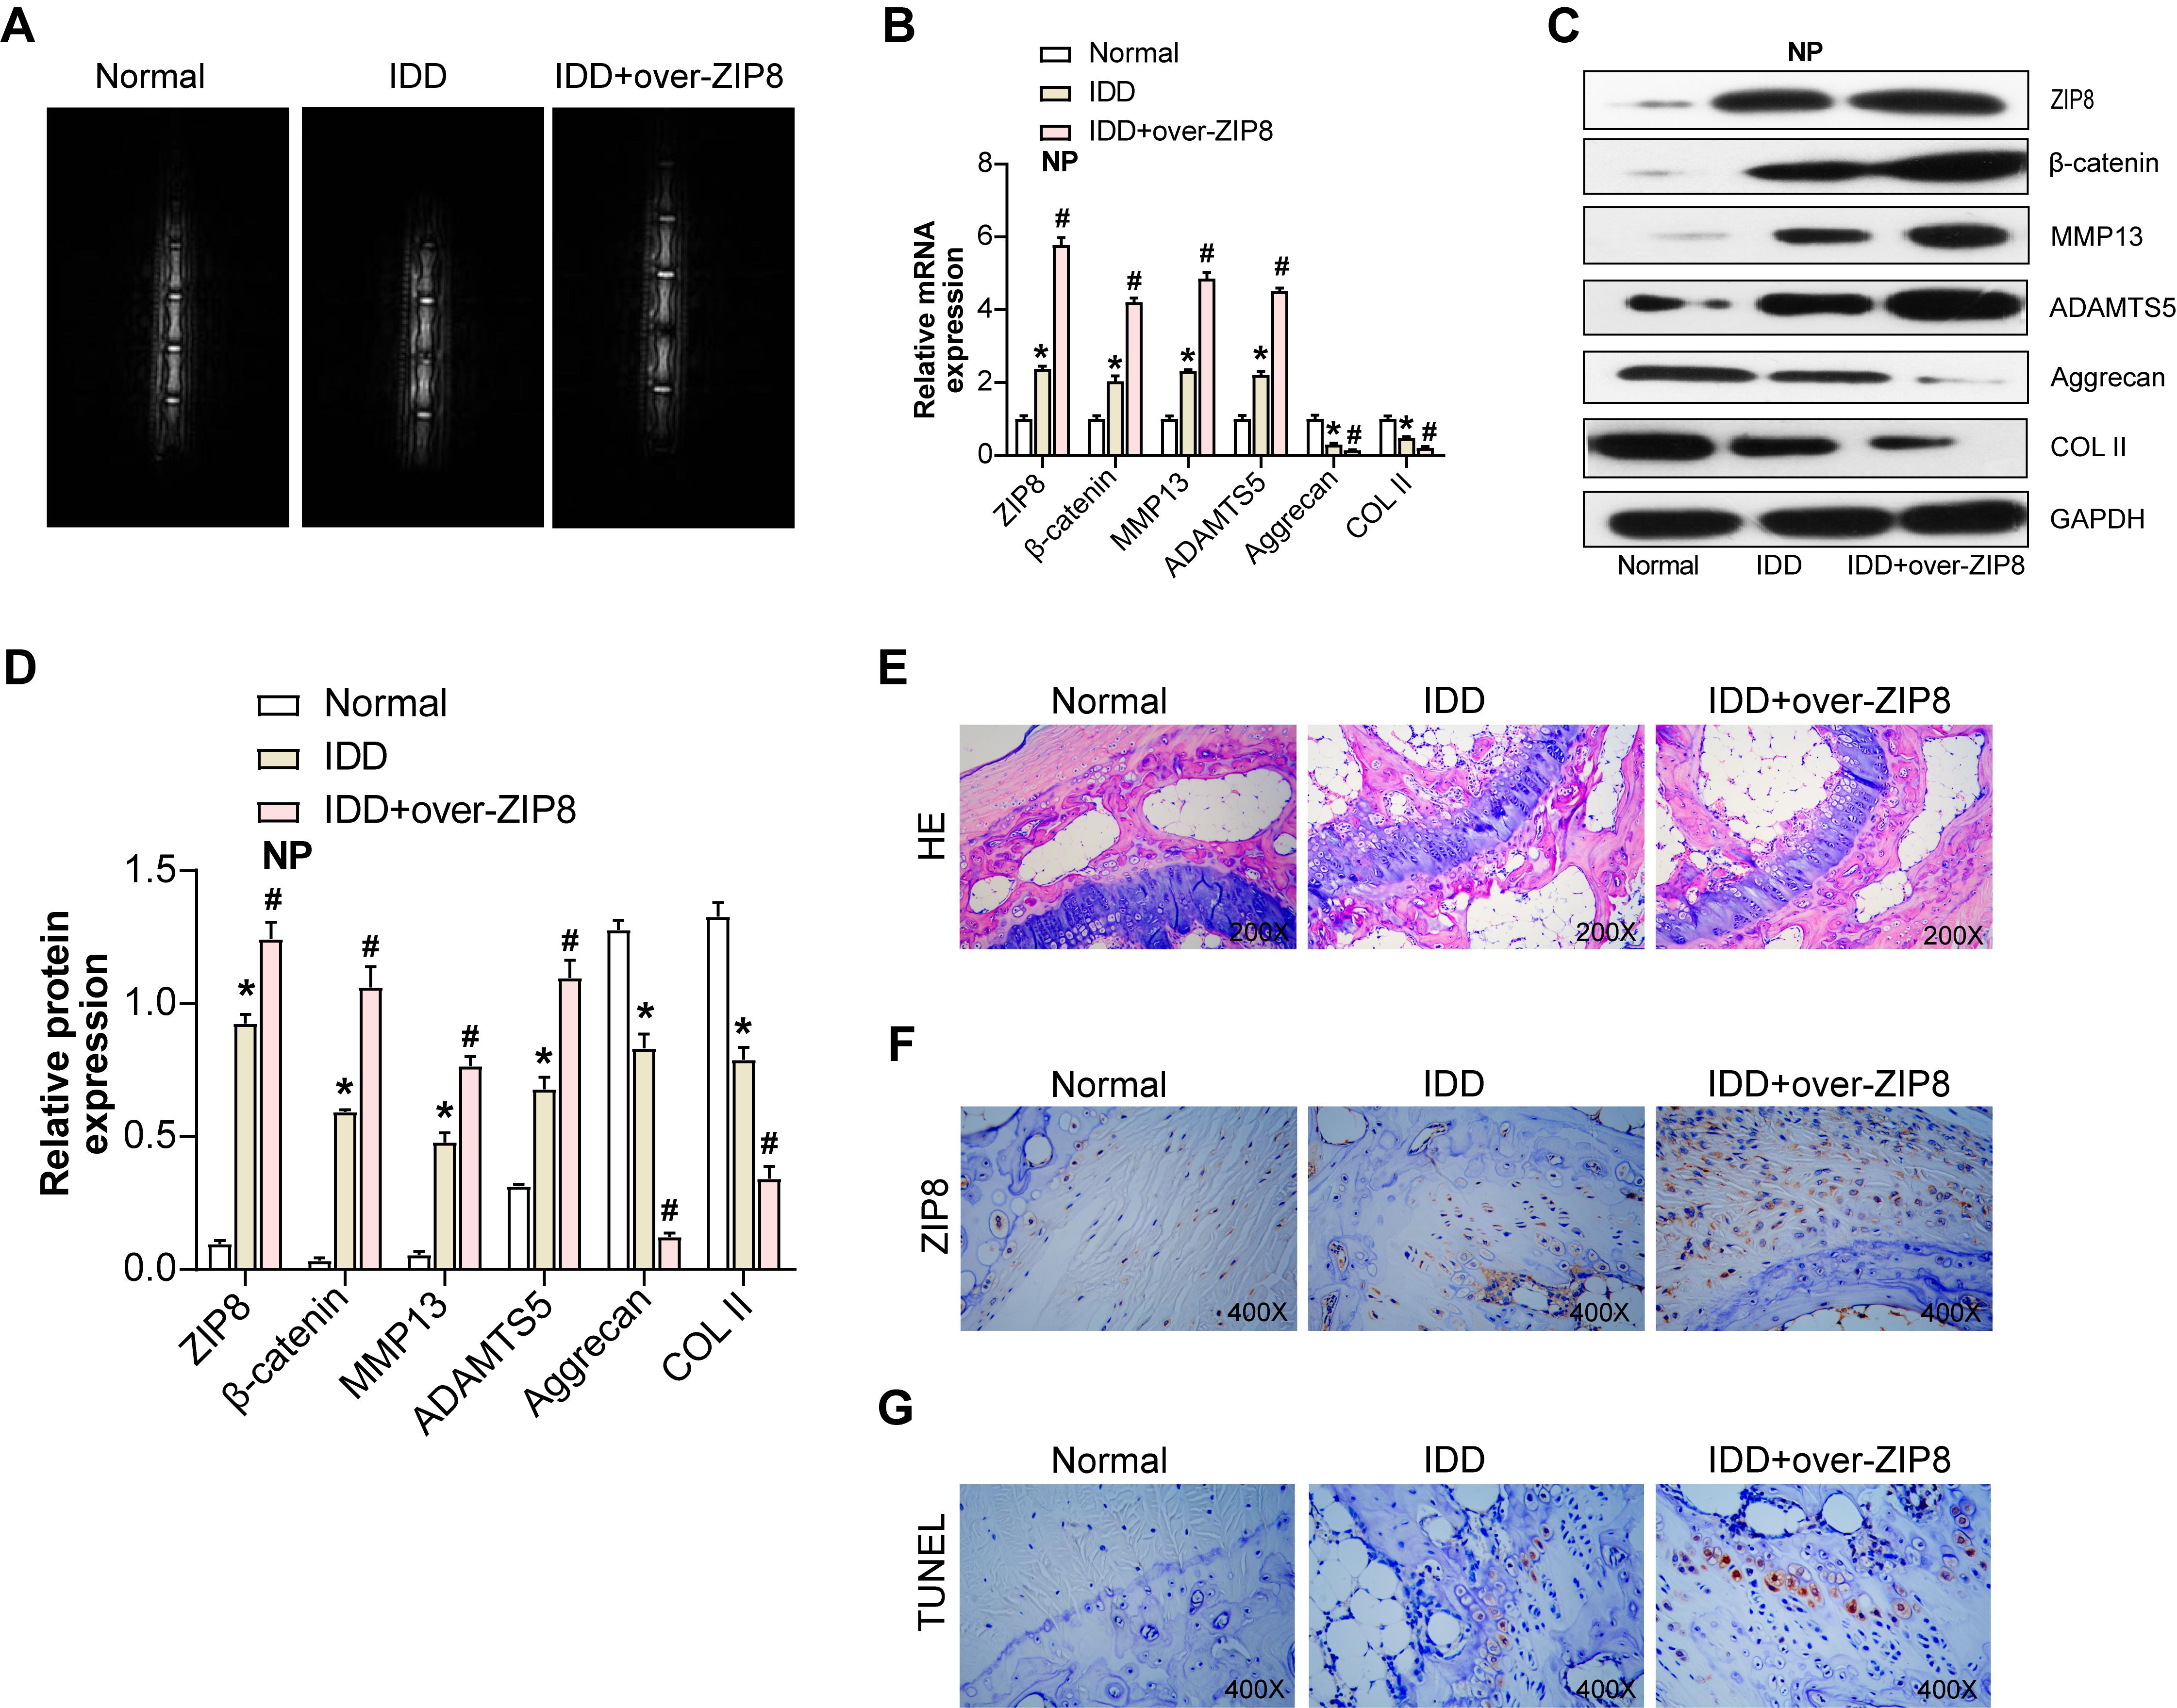 A
Normal
IDD
IDD+over-ZIP8
B
Normal
IDD
IDD+over-ZIP8
NP
Relative mRNA
expression
8
6
4
2
0
* # * # * # * # * # * #
ZIP8
β-catenin
MMP13
ADAMTS5
Aggrecan
COL II
C
NP
ZIP8
β-catenin
MMP13
ADAMTS5
Aggrecan
COL II
GAPDH
Normal IDD IDD+over-ZIP8
D
Normal
IDD
IDD+over-ZIP8
NP
Relative protein
expression
1.5
1.0
0.5
0.0
* # * # * # * # * # * #
ZIP8
β-catenin
MMP13
ADAMTS5
Aggrecan
COL II
E
Normal IDD IDD+over-ZIP8
HE
200X 200X 200X
F
Normal IDD IDD+over-ZIP8
ZIP8
400X 400X 400X
G
Normal IDD IDD+over-ZIP8
TUNEL
400X 400X 400X